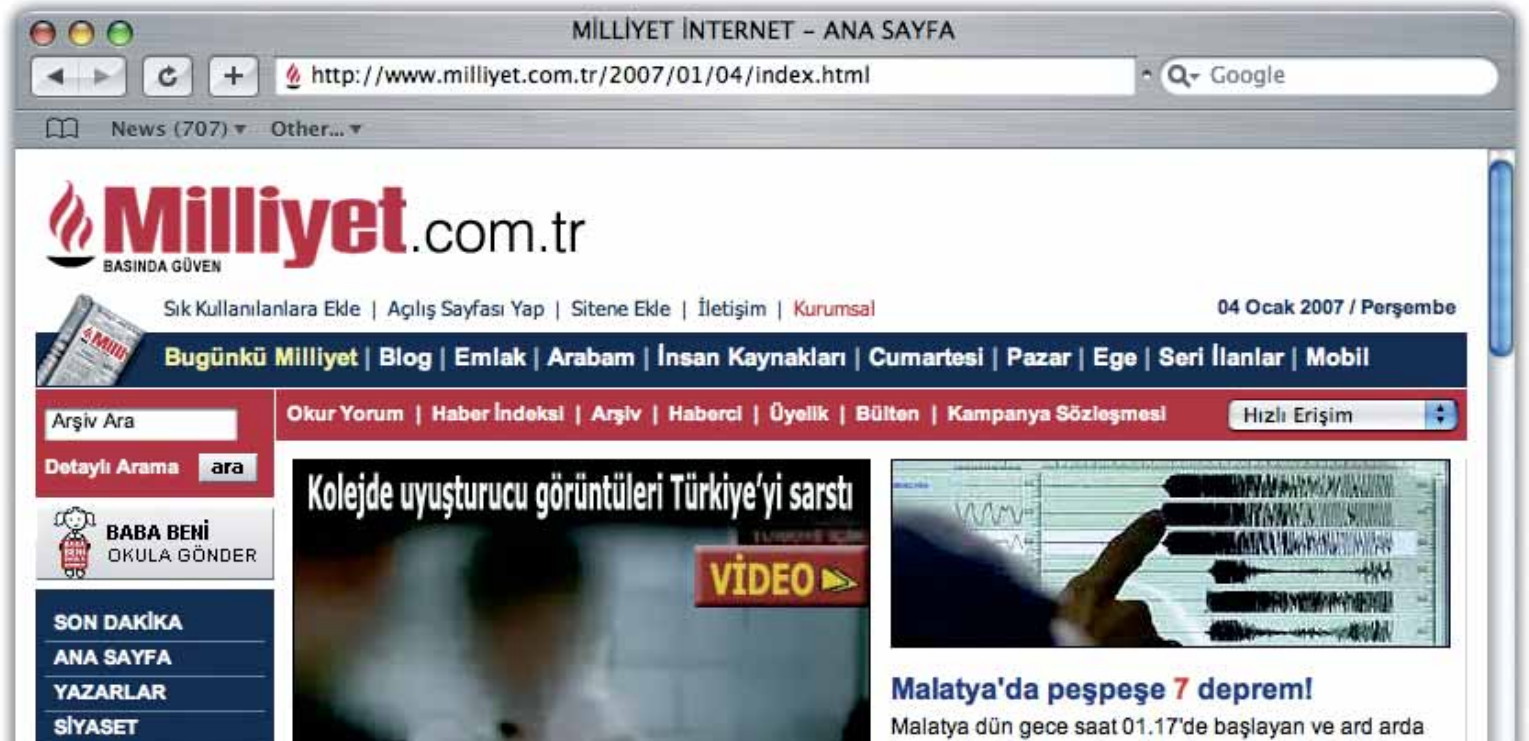 MİLLİYET İNTERNET – ANA SAYFA
http://www.milliyet.com.tr/2007/01/04/index.html
Google
News (707) Other...
Milliyet.com.tr
BASINDA GÜVEN
Sık Kullanılanlara Ekle | Açılış Sayfası Yap | Sitene Ekle | İletişim | Kurumsal
04 Ocak 2007 / Perşembe
Bugünkü Milliyet | Blog | Emlak | Arabam | İnsan Kaynakları | Cumartesi | Pazar | Ege | Seri İlanlar | Mobil
Arşiv Ara
Okur Yorum | Haber İndeksi | Arşiv | Haberci | Üyelik | Bülten | Kampanya Sözleşmesi
Hızlı Erişim
Detaylı Arama ara
BABA BENİ
OKULA GÖNDER
SON DAKİKA
ANA SAYFA
YAZARLAR
SİYASET
Kolejde uyuşturucu görüntüleri Türkiye'yi sarstı
VİDEO
Malatya'da peşpeşe 7 deprem!
Malatya dün gece saat 01.17'de başlayan ve ard arda